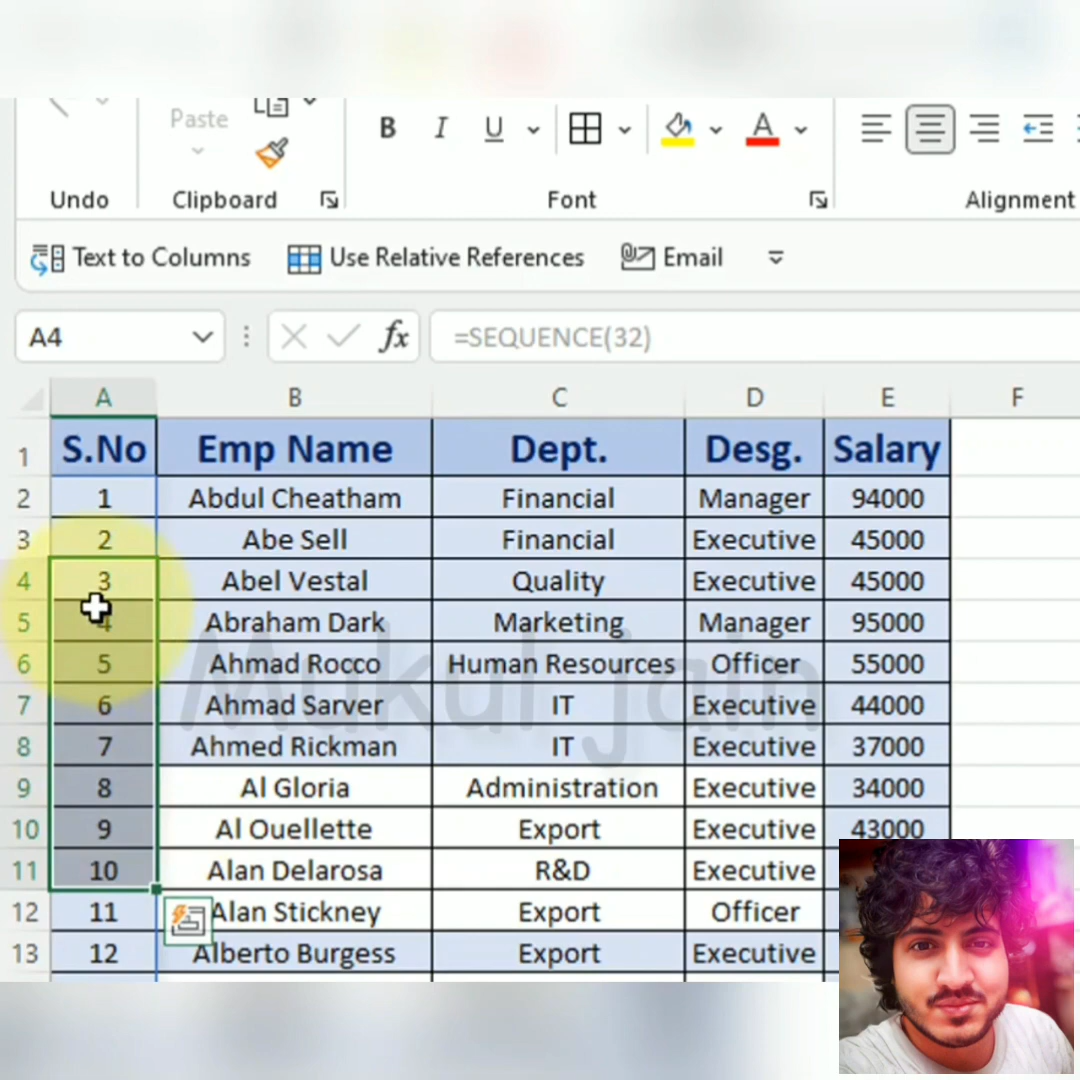 Paste
B I U A
Undo Clipboard Font Alignment
Text to Columns Use Relative References Email
A4 fx =SEQUENCE(32)
A B C D E F
1 S.No Emp Name Dept. Desg. Salary
2 1 Abdul Cheatham Financial Manager 94000
3 2 Abe Sell Financial Executive 45000
4 3 Abel Vestal Quality Executive 45000
5 4 Abraham Dark Marketing Manager 95000
6 5 Ahmad Rocco Human Resources Officer 55000
7 6 Ahmad Sarver IT Executive 44000
8 7 Ahmed Rickman IT Executive 37000
9 8 Al Gloria Administration Executive 34000
10 9 Al Ouellette Export Executive 43000
11 10 Alan Delarosa R&D Executive
12 11 Alan Stickney Export Officer
13 12 Alberto Burgess Export Executive
Mukul jain